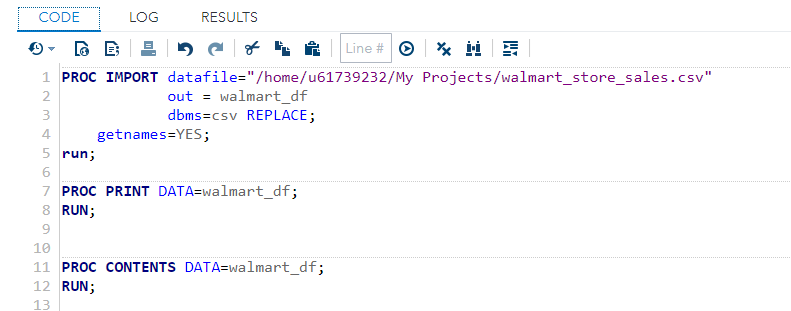 CODE LOG RESULTS
Line #
1 PROC IMPORT datafile="/home/u61739232/My Projects/walmart_store_sales.csv"
2 out = walmart_df
3 dbms=csv REPLACE;
4 getnames=YES;
5 run;
6
7 PROC PRINT DATA=walmart_df;
8 RUN;
9
10
11 PROC CONTENTS DATA=walmart_df;
12 RUN;
13